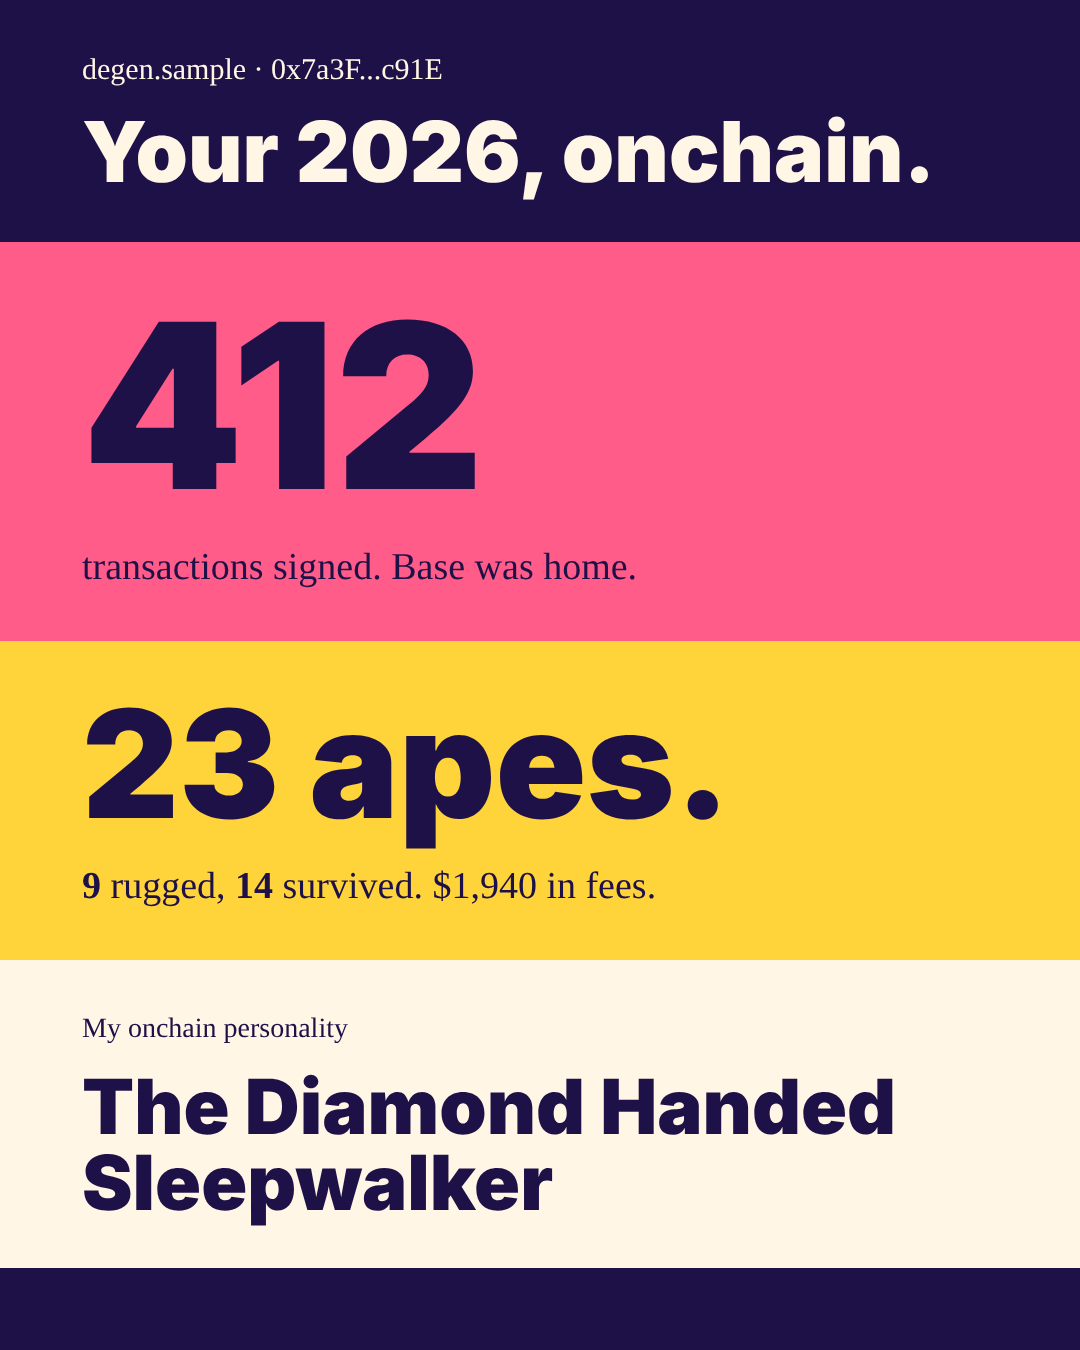 degen.sample · 0x7a3F...c91E
Your 2026, onchain.
412
transactions signed. Base was home.
23 apes.
9 rugged, 14 survived. $1,940 in fees.
My onchain personality
The Diamond Handed
Sleepwalker